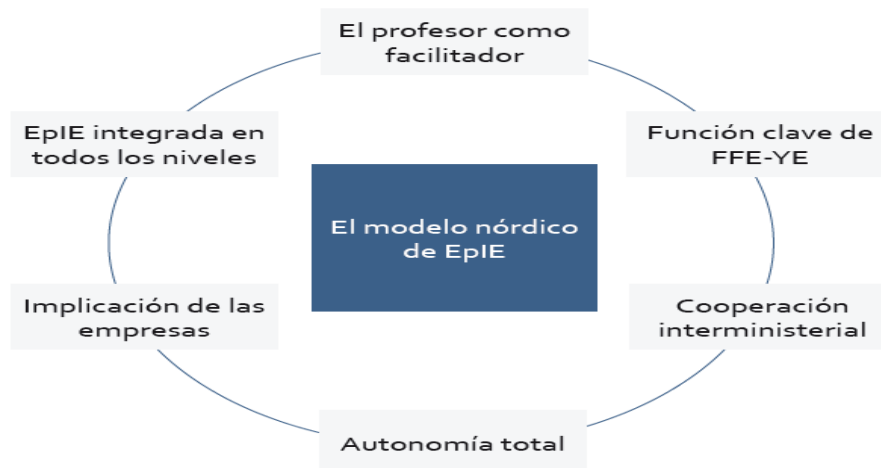 El profesor como
facilitador
EpIE integrada en
todos los niveles
Función clave de
FFE-YE
El modelo nórdico
de EpIE
Implicación de las
empresas
Cooperación
interministerial
Autonomía total